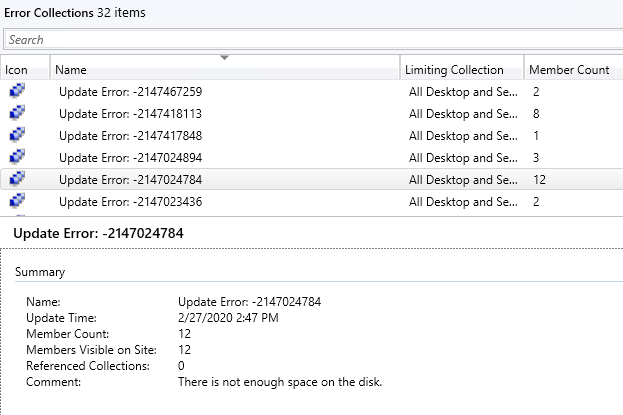 Error Collections 32 items
Search
Icon Name Limiting Collection Member Count
Update Error: -2147467259 All Desktop and Se... 2
Update Error: -2147418113 All Desktop and Se... 8
Update Error: -2147417848 All Desktop and Se... 1
Update Error: -2147024894 All Desktop and Se... 3
Update Error: -2147024784 All Desktop and Se... 12
Update Error: -2147023436 All Desktop and Se... 2
Update Error: -2147024784
Summary
Name: Update Error: -2147024784
Update Time: 2/27/2020 2:47 PM
Member Count: 12
Members Visible on Site: 12
Referenced Collections: 0
Comment: There is not enough space on the disk.